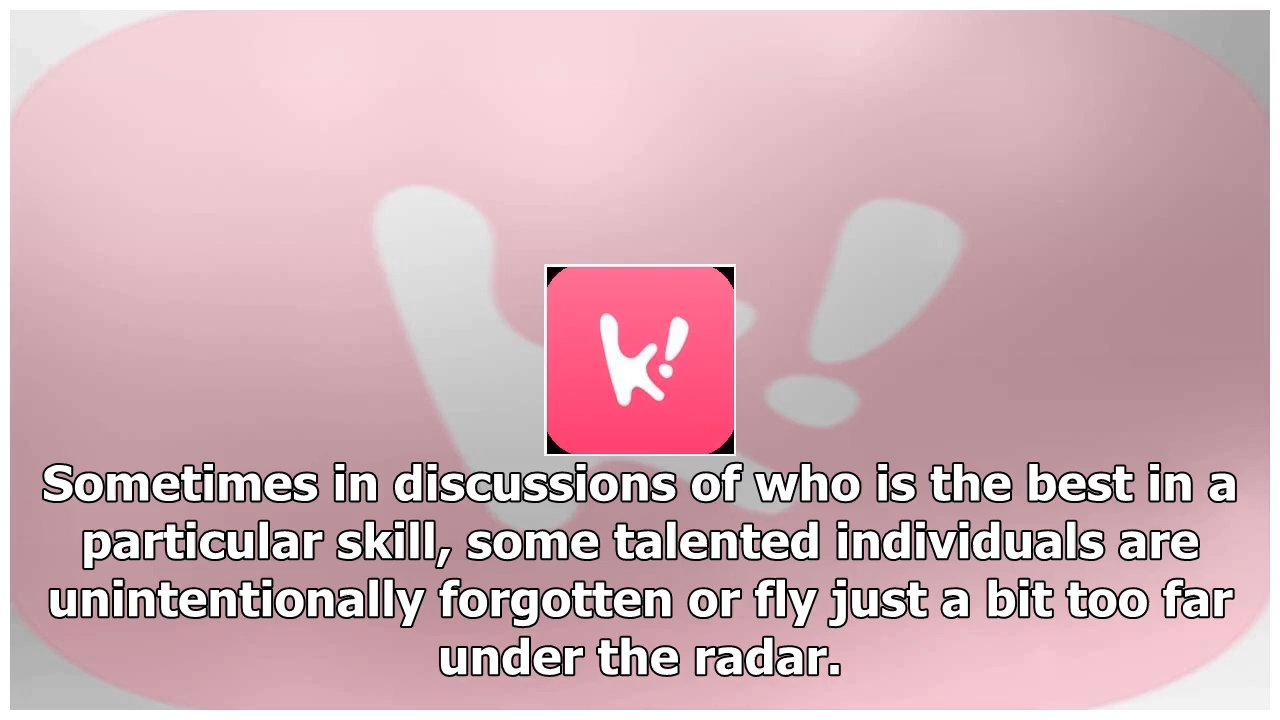 k!
Sometimes in discussions of who is the best in a
particular skill, some talented individuals are
unintentionally forgotten or fly just a bit too far
under the radar.